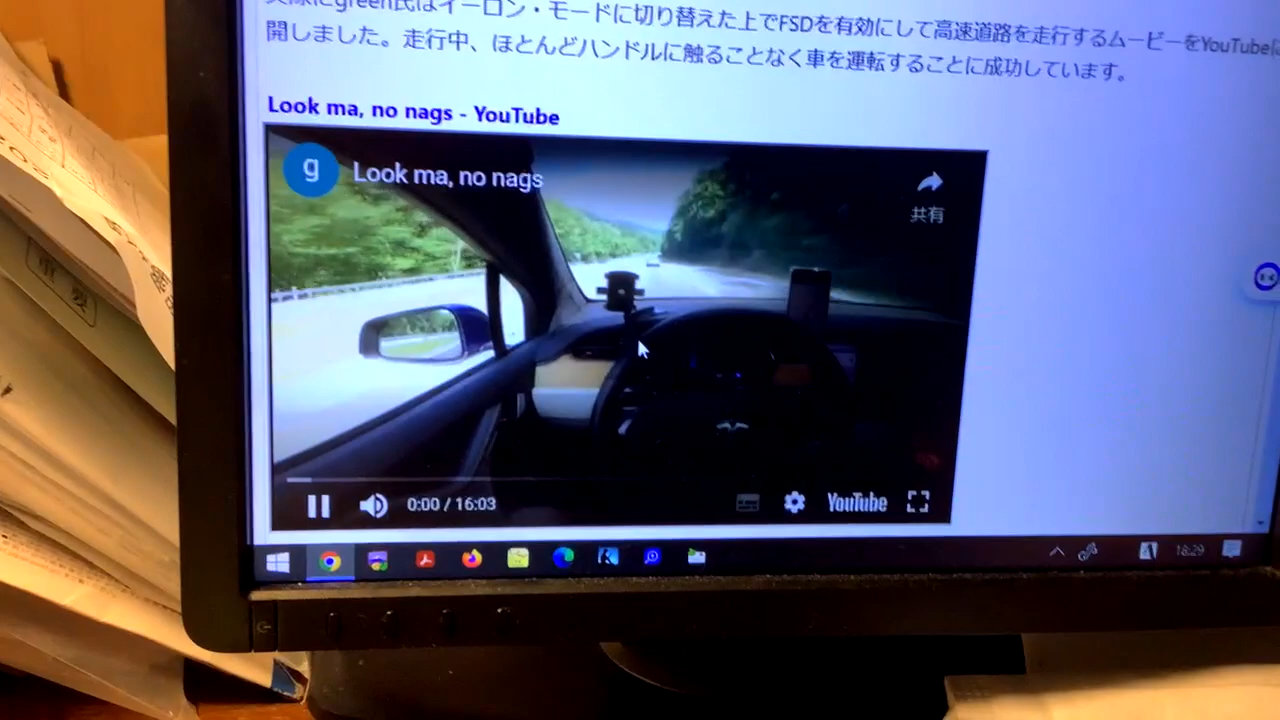 実際にgreen氏はイーロン・モードに切り替えた上でFSDを有効にして高速道路を走行するムービーをYouTubeに
開しました。走行中、ほとんどハンドルに触ることなく車を運転することに成功しています。
Look ma, no nags - YouTube
g
Look ma, no nags
共有
重要
0:00 / 16:03
YouTube
A
18:29